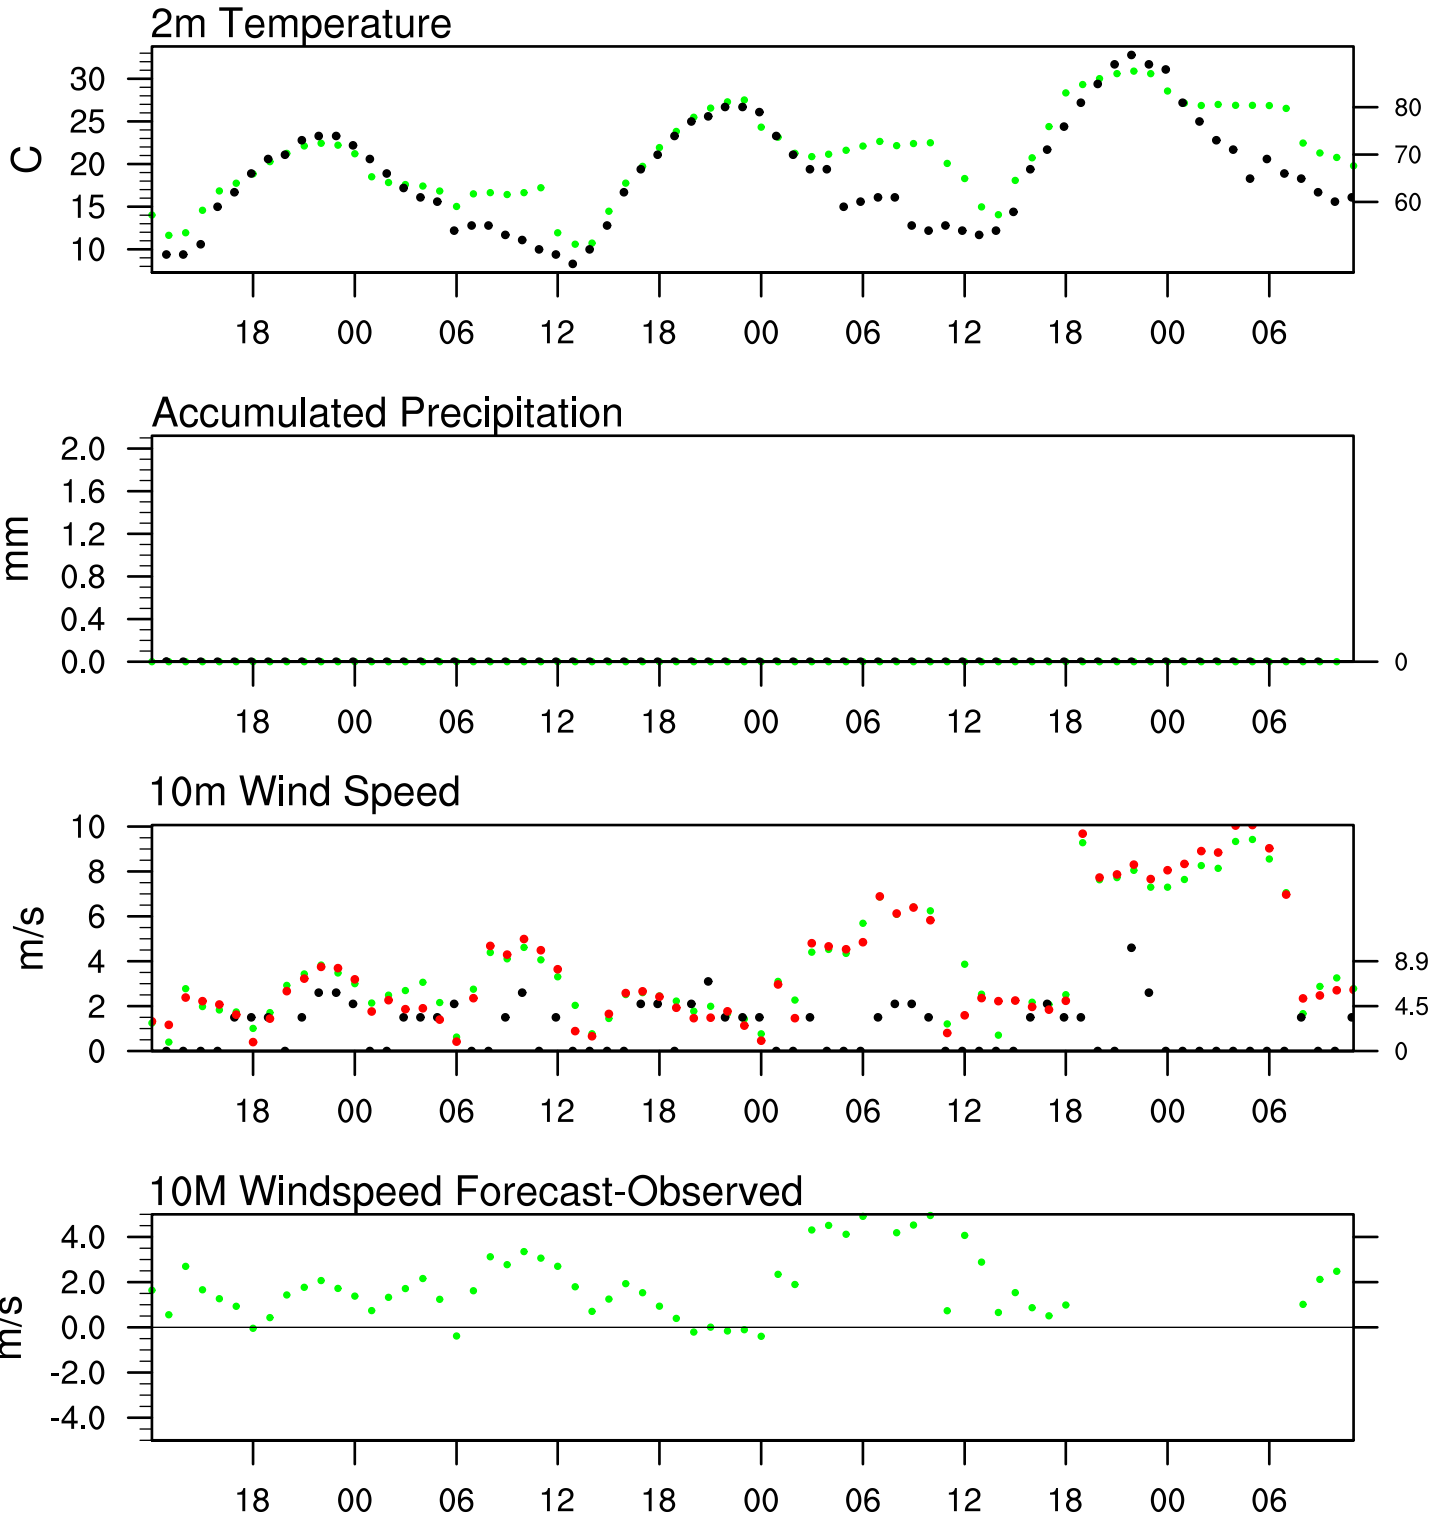 2m Temperature
30
25
20
15
10
C
80
70
60
18 00 06 12 18 00 06 12 18 00 06
Accumulated Precipitation
2.0
1.6
1.2
0.8
0.4
0.0
mm
0
18 00 06 12 18 00 06 12 18 00 06
10m Wind Speed
10
8
6
4
2
0
m/s
8.9
4.5
0
18 00 06 12 18 00 06 12 18 00 06
10M Windspeed Forecast-Observed
4.0
2.0
0.0
-2.0
-4.0
m/s
18 00 06 12 18 00 06 12 18 00 06